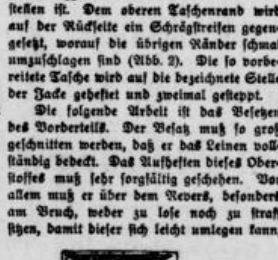 stellen ist. Dem oberen Taschenrand wird
auf der Rückseite ein Schrägstreifen gegen-
gesetzt, worauf die übrigen Ränder schmal
umzuschlagen sind (Abb. 2). Die so vorbe-
reitete Tasche wird auf die bezeichnete Stelle
der Jacke geheftet und zweimal gesteppt.
Die folgende Arbeit ist das Besetzen
des Vorderteils. Der Besatz muß so groß
geschnitten werden, daß er das Leinen voll-
ständig bedeckt. Das Aufheften dieses Ober-
stoffes muß sehr sorgfältig geschehen. Vor
allem muß er über dem Revers, besonders
am Bruch, weder zu lose noch zu straff
sitzen, damit dieser sich leicht umlegen kann.